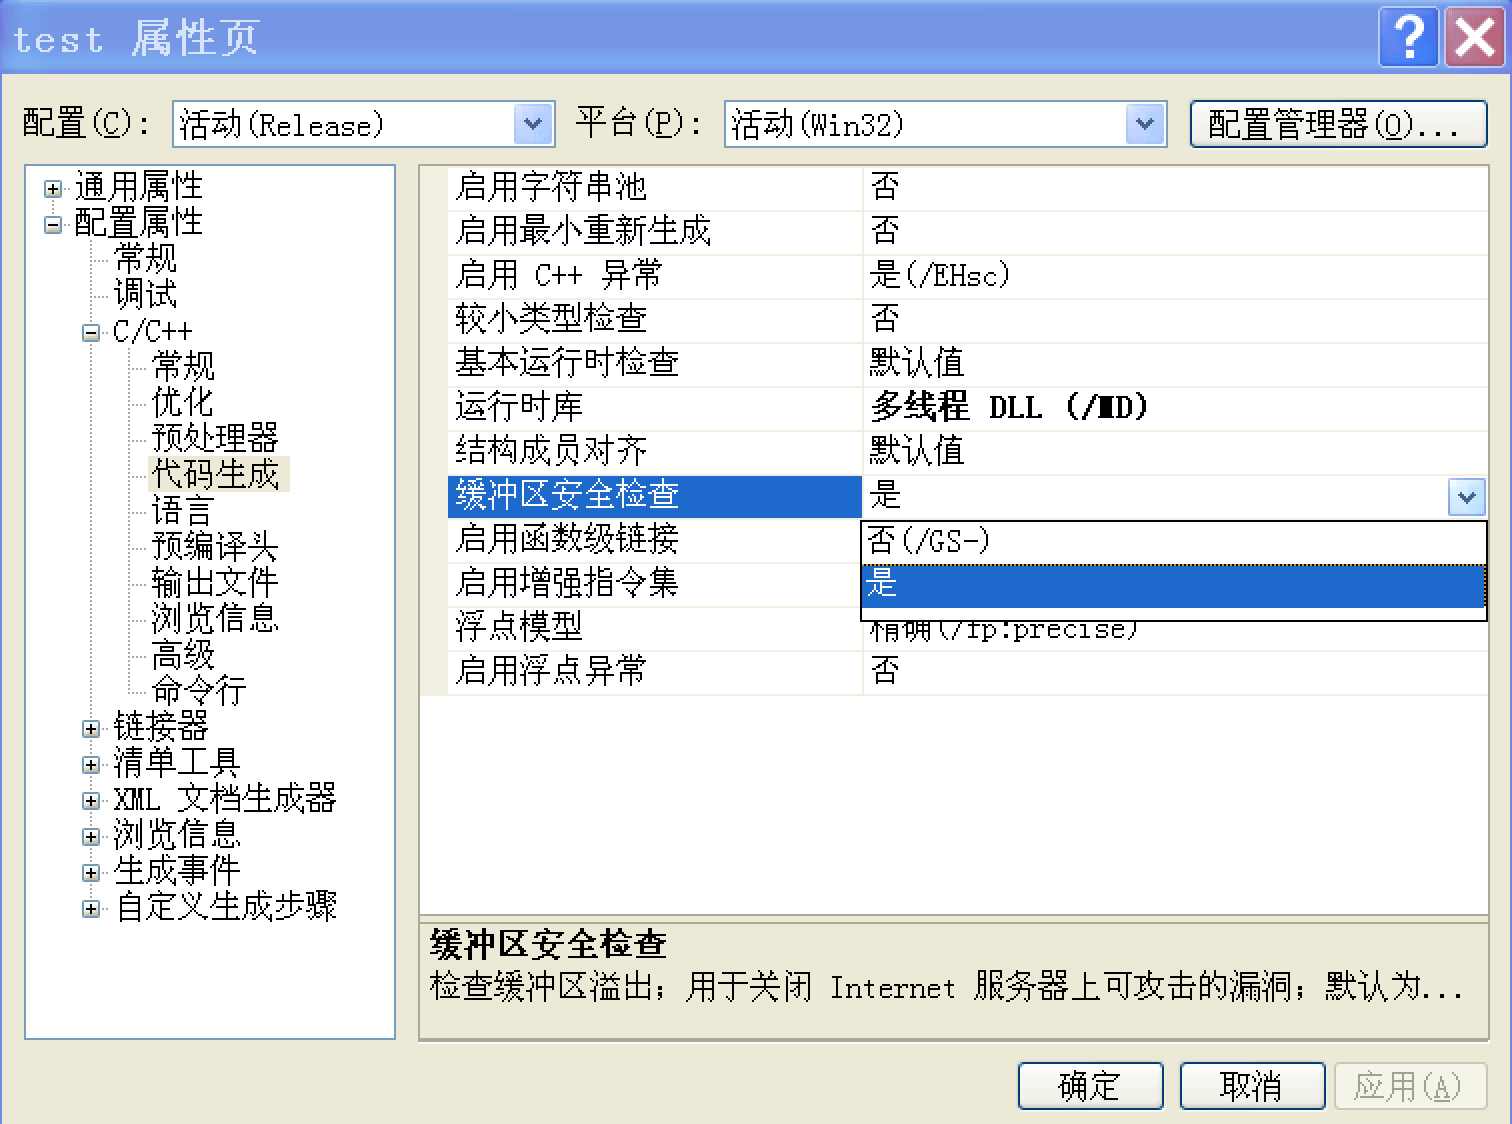 test 属性页
配置(C): 活动(Release) 平台(P): 活动(Win32) 配置管理器(O)...
通用属性
配置属性
常规
调试
C/C++
常规
优化
预处理器
代码生成
语言
预编译头
输出文件
浏览信息
高级
命令行
链接器
清单工具
XML 文档生成器
浏览信息
生成事件
自定义生成步骤
启用字符串池 否
启用最小重新生成 否
启用 C++ 异常 是(/EHsc)
较小类型检查 否
基本运行时检查 默认值
运行时库 多线程 DLL (/MD)
结构成员对齐 默认值
缓冲区安全检查 是
启用函数级链接 否(/GS-)
启用增强指令集 是
浮点模型 精确(/fp:precise)
启用浮点异常 否
缓冲区安全检查
检查缓冲区溢出; 用于关闭 Internet 服务器上可攻击的漏洞; 默认为...
确定 取消 应用(A)